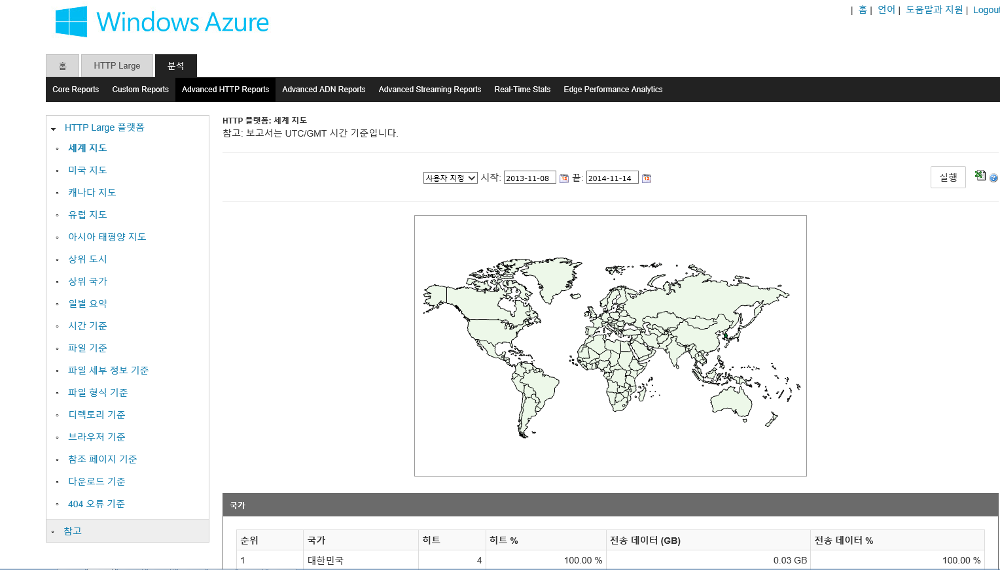 Windows Azure
| 홈 | 언어 | 도움말과 지원 | Logout
홈 HTTP Large 분석
Core Reports Custom Reports Advanced HTTP Reports Advanced ADN Reports Advanced Streaming Reports Real-Time Stats Edge Performance Analytics
HTTP Large 플랫폼
세계 지도
미국 지도
캐나다 지도
유럽 지도
아시아 태평양 지도
상위 도시
상위 국가
일별 요약
시간 기준
파일 기준
파일 세부 정보 기준
파일 형식 기준
디렉토리 기준
브라우저 기준
참조 페이지 기준
다운로드 기준
404 오류 기준
참고
HTTP 플랫폼: 세계 지도
참고: 보고서는 UTC/GMT 시간 기준입니다.
사용자 지정 시작: 2013-11-08 12 끝: 2014-11-14 12 실행
국가
순위 국가 히트 히트 % 전송 데이터 (GB) 전송 데이터 %
1 대한민국 4 100.00 % 0.03 GB 100.00 %